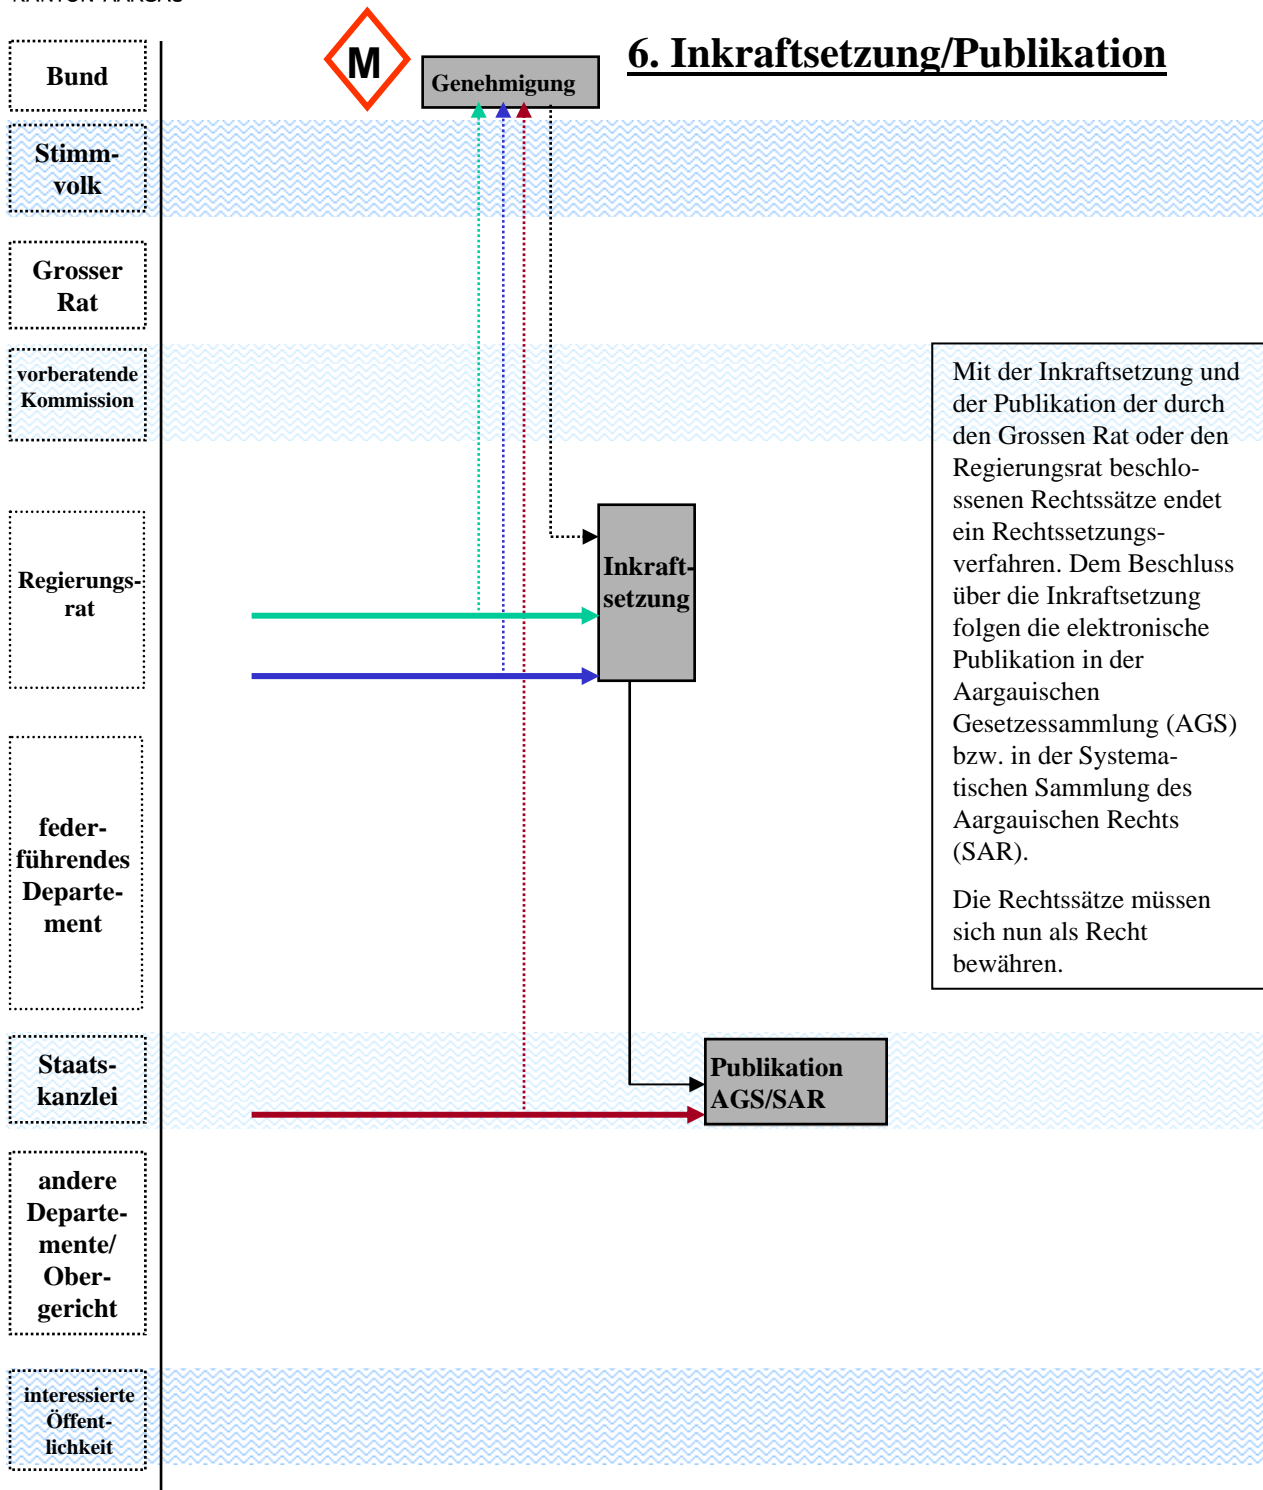 KANTON AARGAU
6. Inkraftsetzung/Publikation
M
Bund
Genehmigung
Stimm-
volk
Grosser
Rat
vorberatende
Kommission
Regierungs-
rat
Inkraft-
setzung
feder-
führendes
Departe-
ment
Staats-
kanzlei
Publikation
AGS/SAR
andere
Departe-
mente/
Ober-
gericht
interessierte
Öffent-
lichkeit
Mit der Inkraftsetzung und
der Publikation der durch
den Grossen Rat oder den
Regierungsrat beschlo-
ssenen Rechtssätze endet
ein Rechtssetzungs-
verfahren. Dem Beschluss
über die Inkraftsetzung
folgen die elektronische
Publikation in der
Aargauischen
Gesetzessammlung (AGS)
bzw. in der Systema-
tischen Sammlung des
Aargauischen Rechts
(SAR).
Die Rechtssätze müssen
sich nun als Recht
bewähren.